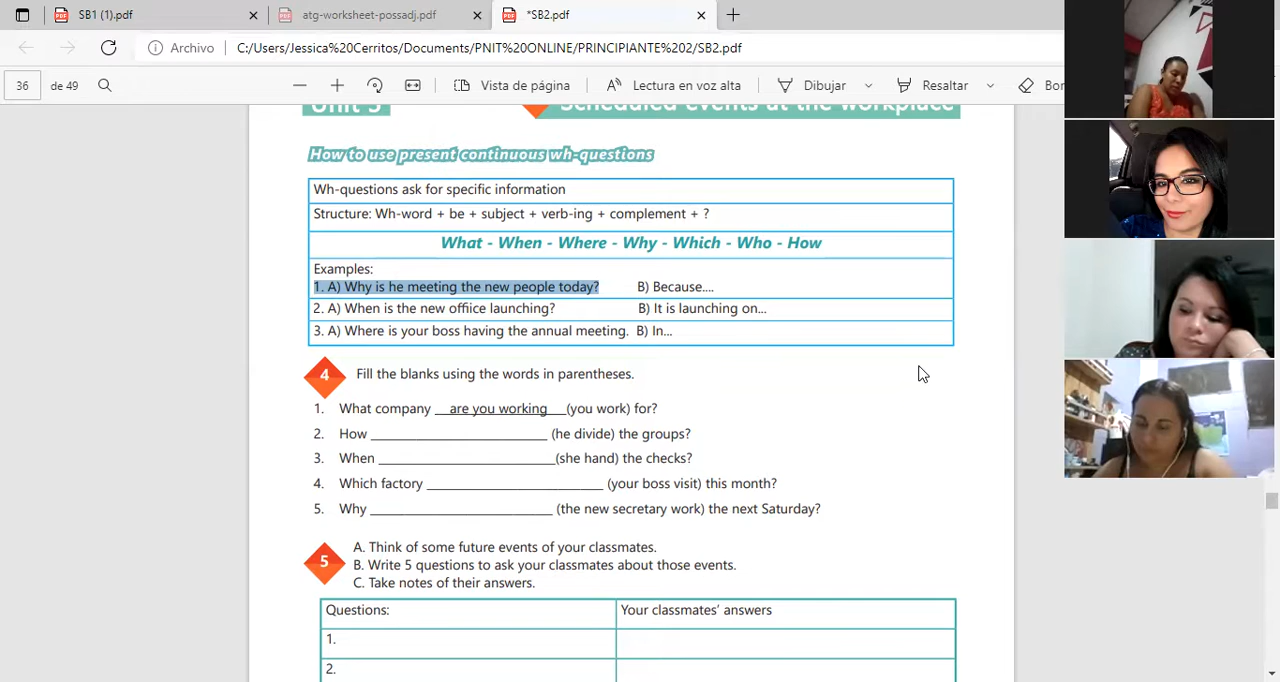 SB1 (1).pdf
atg-worksheet-possadj.pdf
*SB2.pdf
Archivo
C:/Users/Jessica%20Cerritos/Documents/PNIT%20ONLINE/PRINCIPIANTE%202/SB2.pdf
36 de 49
Vista de página
Lectura en voz alta
Dibujar
Resaltar
Bor
Unit 5 Scheduled events at the workplace
How to use present continuous wh-questions
Wh-questions ask for specific information
Structure: Wh-word + be + subject + verb-ing + complement + ?
What - When - Where - Why - Which - Who - How
Examples:
1. A) Why is he meeting the new people today? B) Because....
2. A) When is the new office launching? B) It is launching on...
3. A) Where is your boss having the annual meeting. B) In...
4 Fill the blanks using the words in parentheses.
1. What company __are you working__(you work) for?
2. How ______________________ (he divide) the groups?
3. When ______________________(she hand) the checks?
4. Which factory ______________________ (your boss visit) this month?
5. Why ______________________ (the new secretary work) the next Saturday?
5 A. Think of some future events of your classmates.
B. Write 5 questions to ask your classmates about those events.
C. Take notes of their answers.
Questions: Your classmates' answers
1.
2.